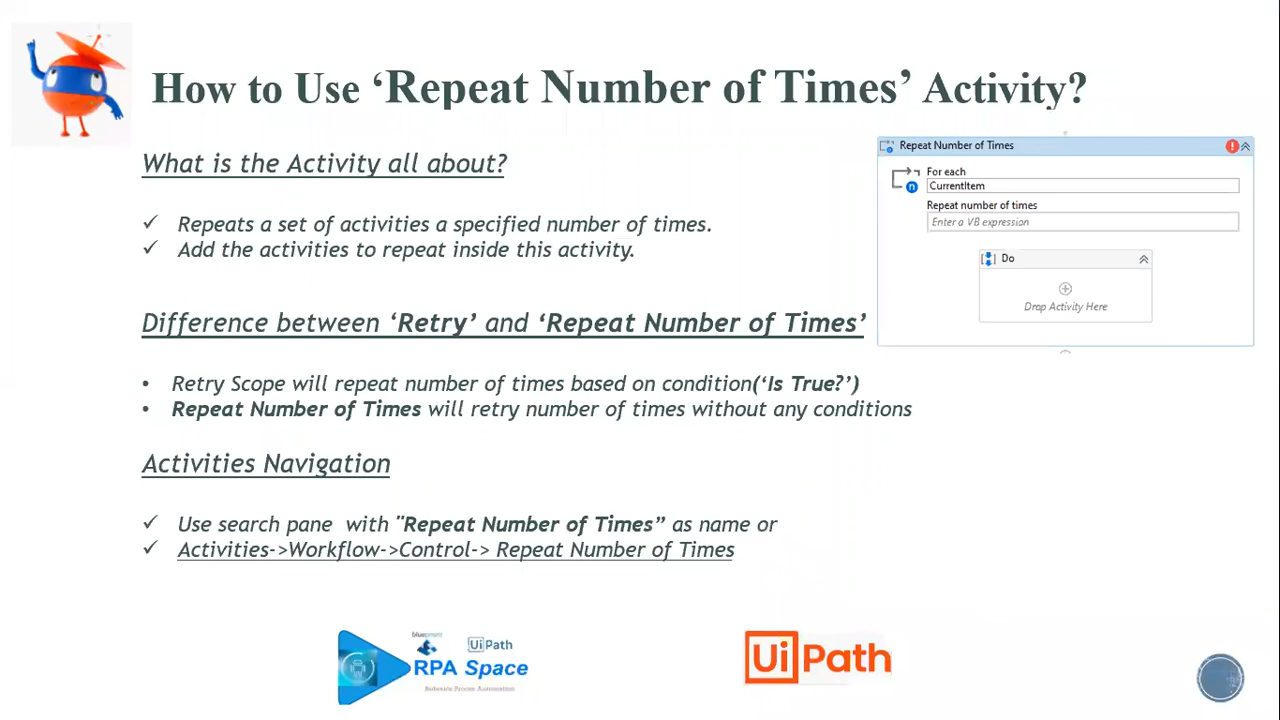 How to Use ‘Repeat Number of Times’ Activity?
What is the Activity all about?
✓ Repeats a set of activities a specified number of times.
✓ Add the activities to repeat inside this activity.
Repeat Number of Times
For each
CurrentItem
Repeat number of times
Enter a VB expression
Do
Drop Activity Here
Difference between ‘Retry’ and ‘Repeat Number of Times’
• Retry Scope will repeat number of times based on condition(‘Is True?’)
• Repeat Number of Times will retry number of times without any conditions
Activities Navigation
✓ Use search pane with "Repeat Number of Times” as name or
✓ Activities->Workflow->Control-> Repeat Number of Times
blueprism
UiPath
RPA Space
Robotics Process Automation
UiPath